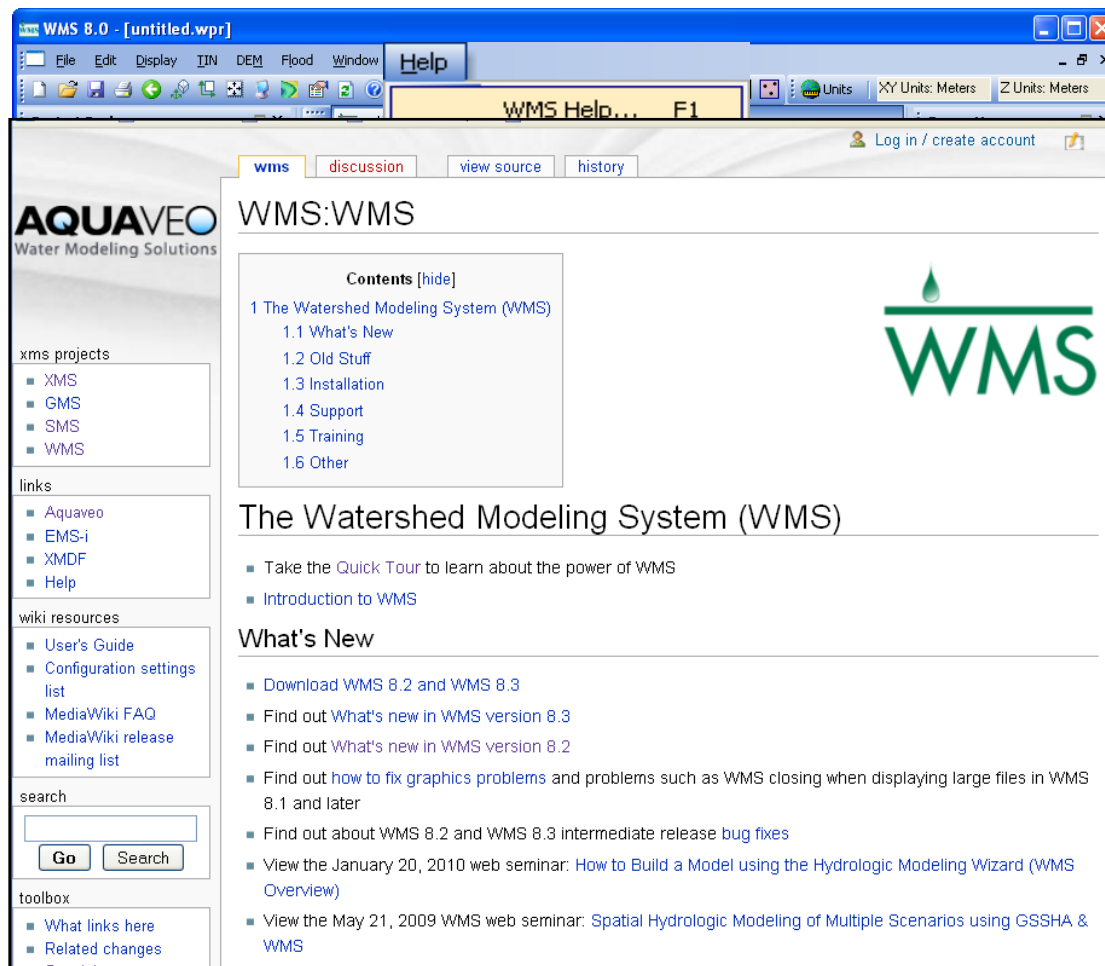 WMS 8.0 - [untitled.wpr]
File Edit Display TIN DEM Flood Window Help
Units XY Units: Meters Z Units: Meters
WMS Help... F1
Log in / create account
wms discussion view source history
AQUAVEO
Water Modeling Solutions
WMS:WMS
Contents [hide]
1 The Watershed Modeling System (WMS)
1.1 What's New
1.2 Old Stuff
1.3 Installation
1.4 Support
1.5 Training
1.6 Other
WMS
xms projects
XMS
GMS
SMS
WMS
links
Aquaveo
EMS-i
XMDF
Help
wiki resources
User's Guide
Configuration settings
list
MediaWiki FAQ
MediaWiki release
mailing list
search
Go Search
toolbox
What links here
Related changes
The Watershed Modeling System (WMS)
Take the Quick Tour to learn about the power of WMS
Introduction to WMS
What's New
Download WMS 8.2 and WMS 8.3
Find out What's new in WMS version 8.3
Find out What's new in WMS version 8.2
Find out how to fix graphics problems and problems such as WMS closing when displaying large files in WMS
8.1 and later
Find out about WMS 8.2 and WMS 8.3 intermediate release bug fixes
View the January 20, 2010 web seminar: How to Build a Model using the Hydrologic Modeling Wizard (WMS
Overview)
View the May 21, 2009 WMS web seminar: Spatial Hydrologic Modeling of Multiple Scenarios using GSSHA &
WMS